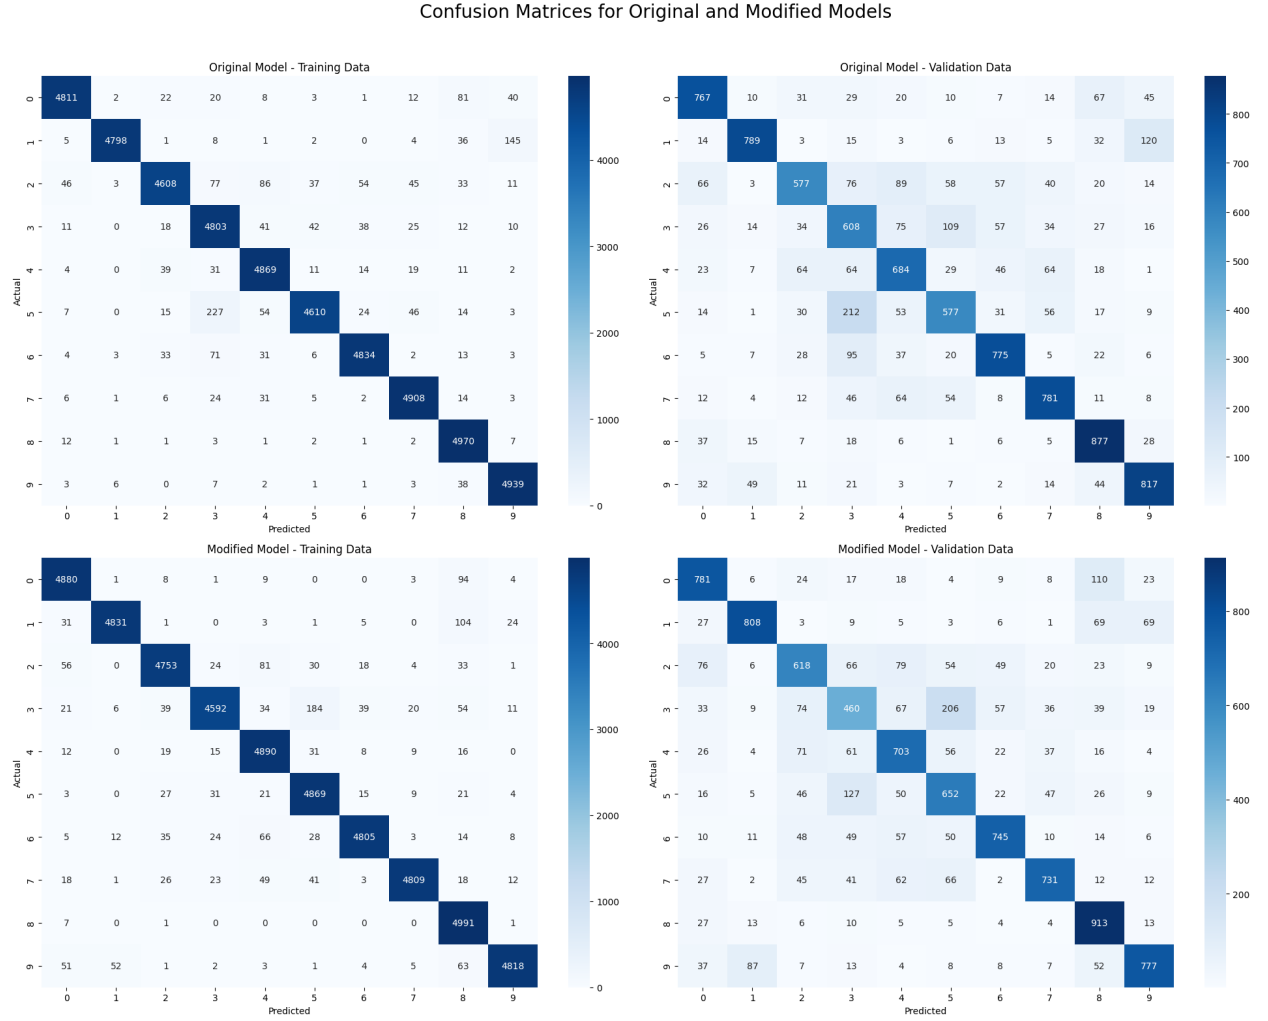 Confusion Matrices for Original and Modified Models
Original Model - Training Data
0 4811 2 22 20 8 3 1 12 81 40
1 5 4798 1 8 1 2 0 4 36 145
2 46 3 4608 77 86 37 54 45 33 11
3 11 0 18 4803 41 42 38 25 12 10
4 4 0 39 31 4869 11 14 19 11 2
5 7 0 15 227 54 4610 24 46 14 3
6 4 3 33 71 31 6 4834 2 13 3
7 6 1 6 24 31 5 2 4908 14 3
8 12 1 1 3 1 2 1 2 4970 7
9 3 6 0 7 2 1 1 3 38 4939
0 1 2 3 4 5 6 7 8 9
Actual
Predicted
4000
3000
2000
1000
0
Original Model - Validation Data
0 767 10 31 29 20 10 7 14 67 45
1 14 789 3 15 3 6 13 5 32 120
2 66 3 577 76 89 58 57 40 20 14
3 26 14 34 608 75 109 57 34 27 16
4 23 7 64 64 684 29 46 64 18 1
5 14 1 30 212 53 577 31 56 17 9
6 5 7 28 95 37 20 775 5 22 6
7 12 4 12 46 64 54 8 781 11 8
8 37 15 7 18 6 1 6 5 877 28
9 32 49 11 21 3 7 2 14 44 817
0 1 2 3 4 5 6 7 8 9
Actual
Predicted
800
700
600
500
400
300
200
100
Modified Model - Training Data
0 4880 1 8 1 9 0 0 3 94 4
1 31 4831 1 0 3 1 5 0 104 24
2 56 0 4753 24 81 30 18 4 33 1
3 21 6 39 4592 34 184 39 20 54 11
4 12 0 19 15 4890 31 8 9 16 0
5 3 0 27 31 21 4869 15 9 21 4
6 5 12 35 24 66 28 4805 3 14 8
7 18 1 26 23 49 41 3 4809 18 12
8 7 0 1 0 0 0 0 0 4991 1
9 51 52 1 2 3 1 4 5 63 4818
0 1 2 3 4 5 6 7 8 9
Actual
Predicted
4000
3000
2000
1000
0
Modified Model - Validation Data
0 781 6 24 17 18 4 9 8 110 23
1 27 808 3 9 5 3 6 1 69 69
2 76 6 618 66 79 54 49 20 23 9
3 33 9 74 460 67 206 57 36 39 19
4 26 4 71 61 703 56 22 37 16 4
5 16 5 46 127 50 652 22 47 26 9
6 10 11 48 49 57 50 745 10 14 6
7 27 2 45 41 62 66 2 731 12 12
8 27 13 6 10 5 5 4 4 913 13
9 37 87 7 13 4 8 8 7 52 777
0 1 2 3 4 5 6 7 8 9
Actual
Predicted
800
600
400
200